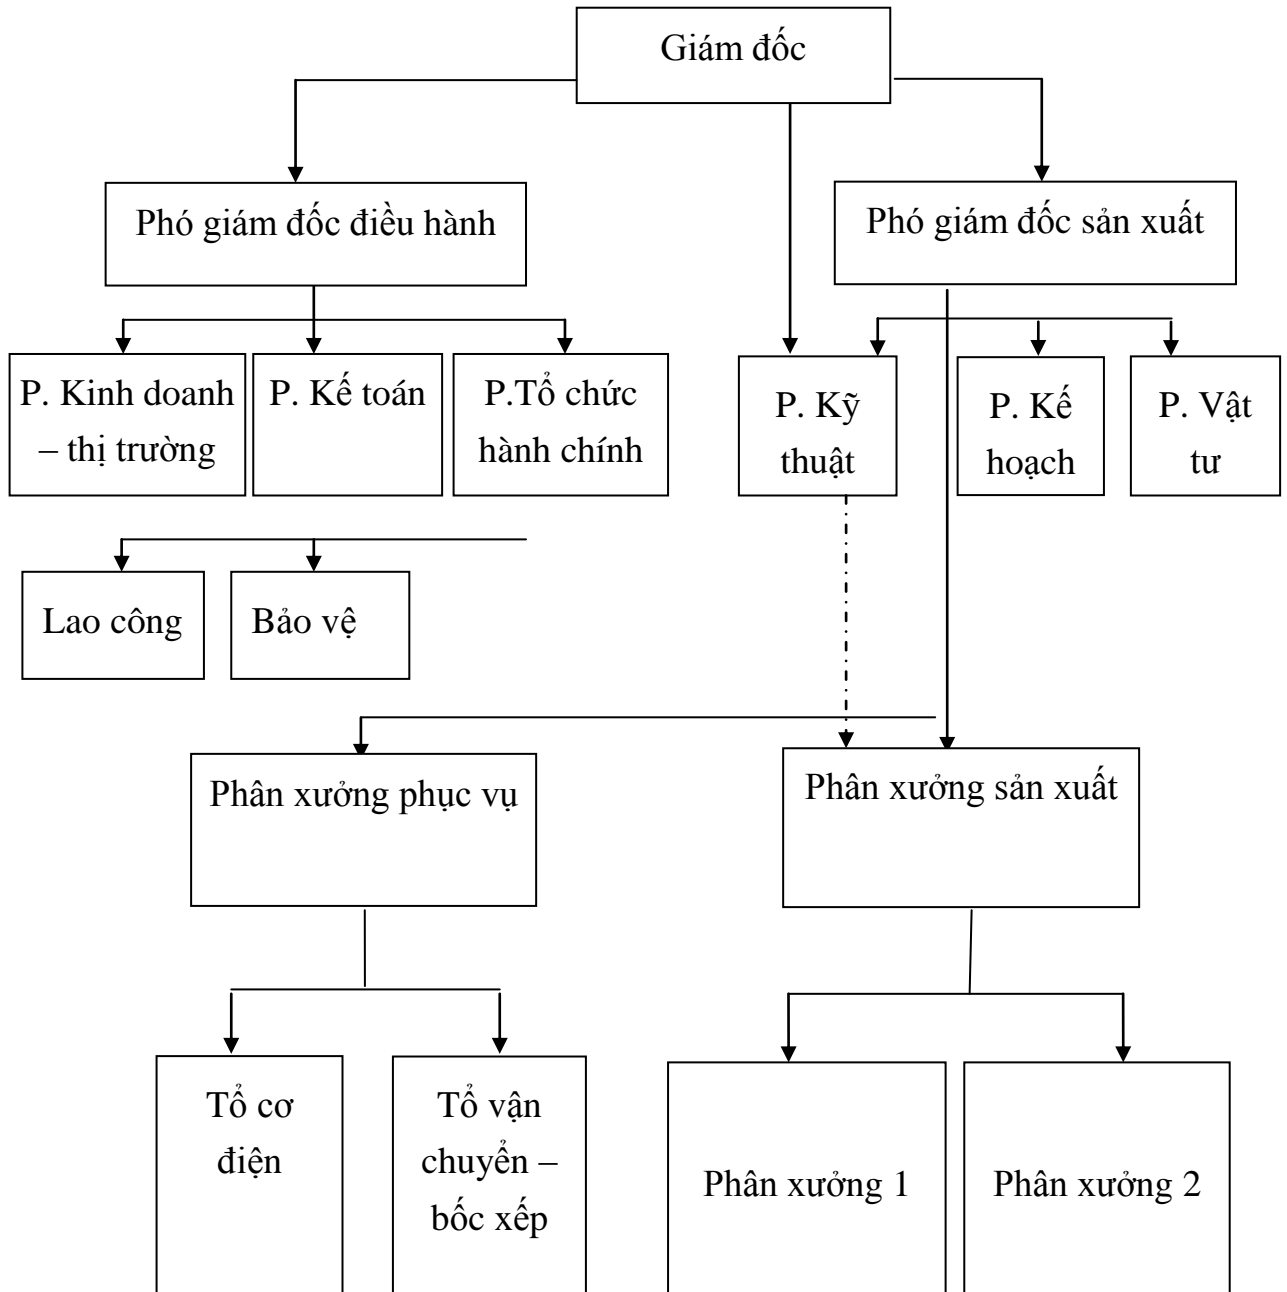 Giám đốc
Phó giám đốc điều hành
Phó giám đốc sản xuất
P. Kinh doanh
– thị trường
P. Kế toán
P.Tổ chức
hành chính
P. Kỹ
thuật
P. Kế
hoạch
P. Vật
tư
Lao công
Bảo vệ
Phân xưởng phục vụ
Phân xưởng sản xuất
Tổ cơ
điện
Tổ vận
chuyển –
bốc xếp
Phân xưởng 1
Phân xưởng 2